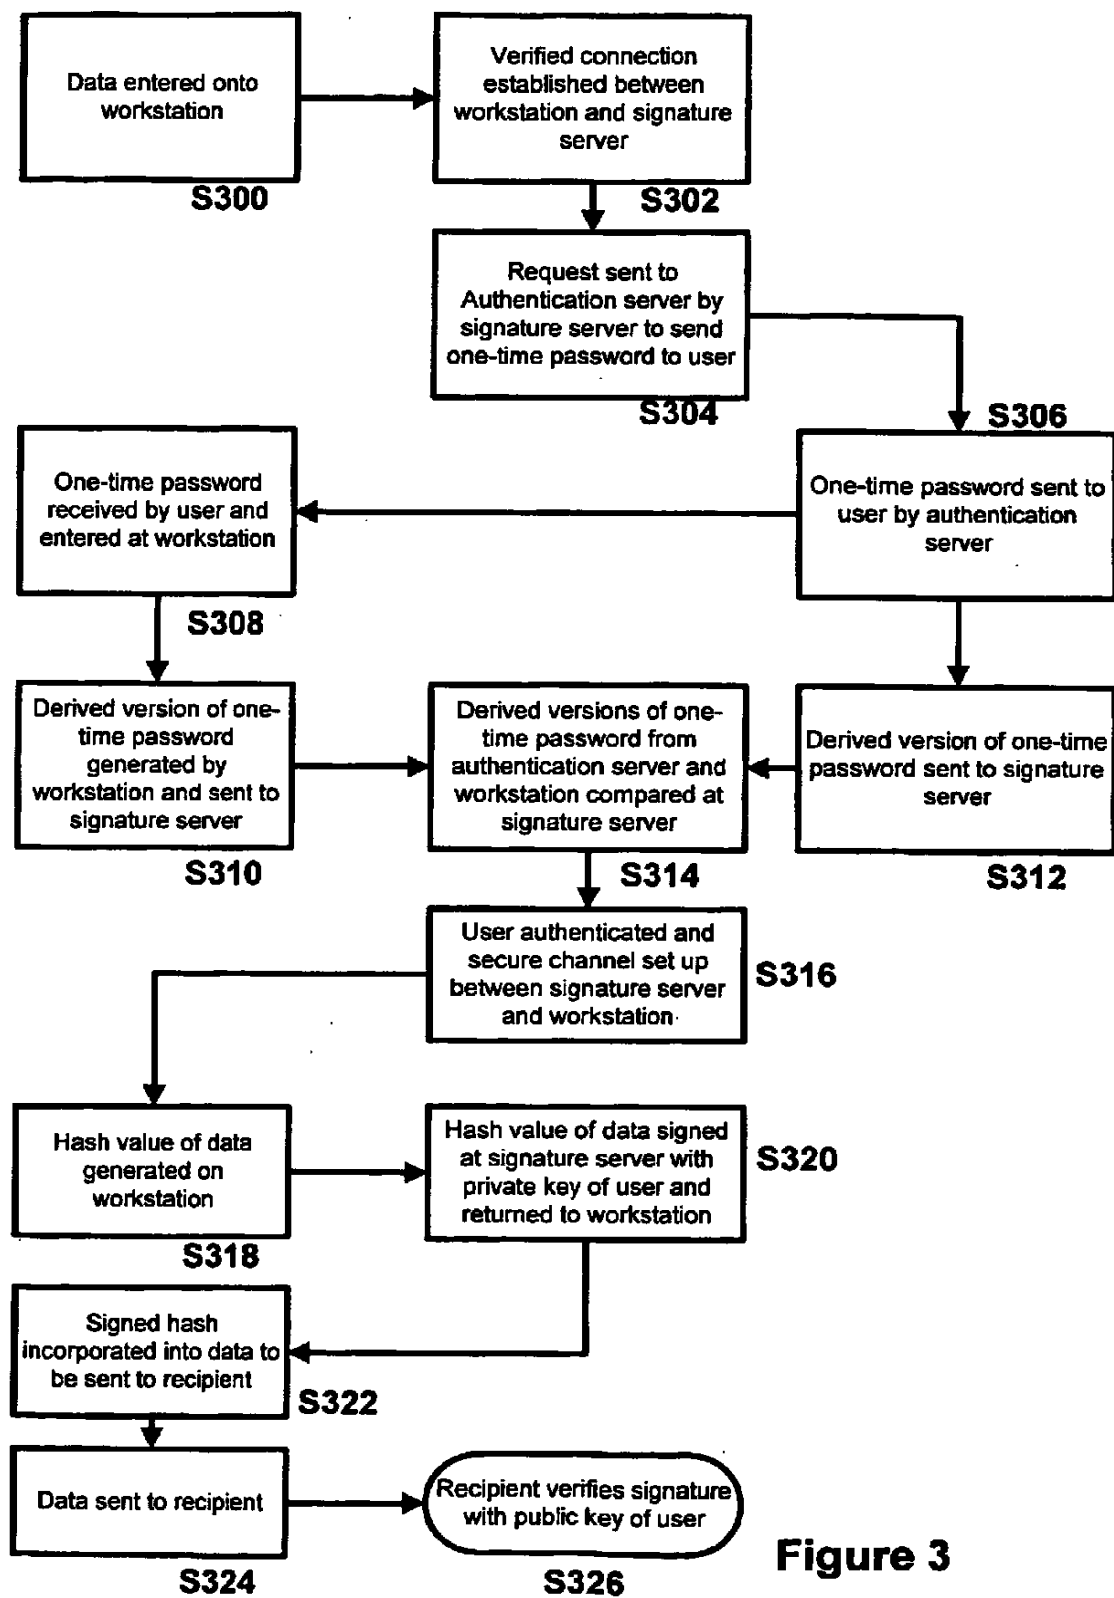 Data entered onto
workstation
S300
Verified connection
established between
workstation and signature
server
S302
Request sent to
Authentication server by
signature server to send
one-time password to user
S304
S306
One-time password sent to
user by authentication
server
One-time password
received by user and
entered at workstation
S308
Derived version of one-
time password
generated by
workstation and sent to
signature server
S310
Derived versions of one-
time password from
authentication server and
workstation compared at
signature server
S314
Derived version of one-time
password sent to signature
server
S312
User authenticated and
secure channel set up
between signature server
and workstation
S316
Hash value of data
generated on
workstation
S318
Hash value of data signed
at signature server with
private key of user and
returned to workstation
S320
Signed hash
incorporated into data to
be sent to recipient
S322
Data sent to recipient
S324
Recipient verifies signature
with public key of user
S326
Figure 3